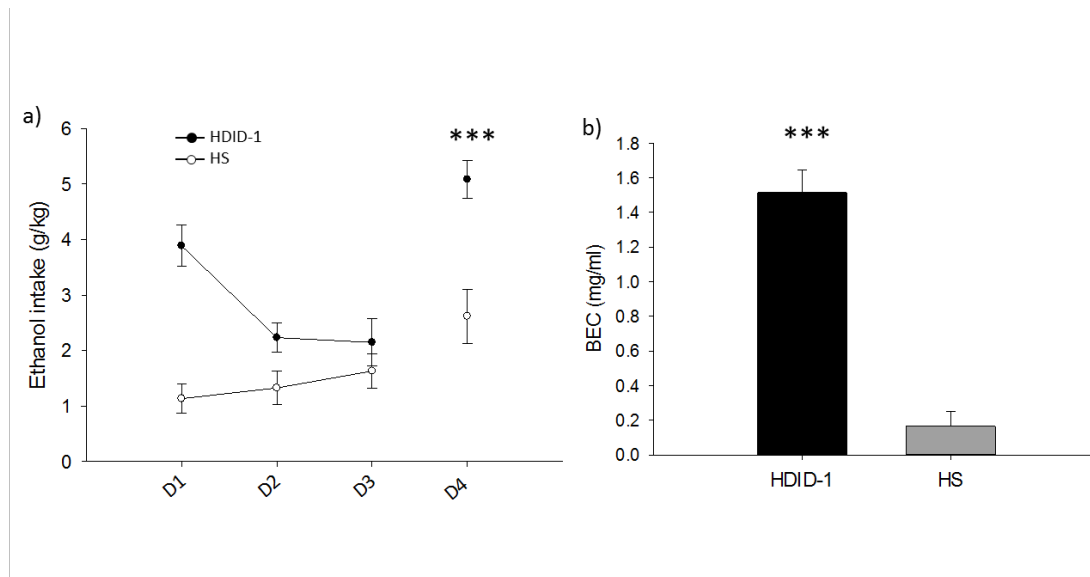 a)
HDID-1
HS
***
Ethanol intake (g/kg)
6
5
4
3
2
1
0
D1
D2
D3
D4
b)
***
BEC (mg/ml)
1.8
1.6
1.4
1.2
1.0
0.8
0.6
0.4
0.2
0.0
HDID-1
HS